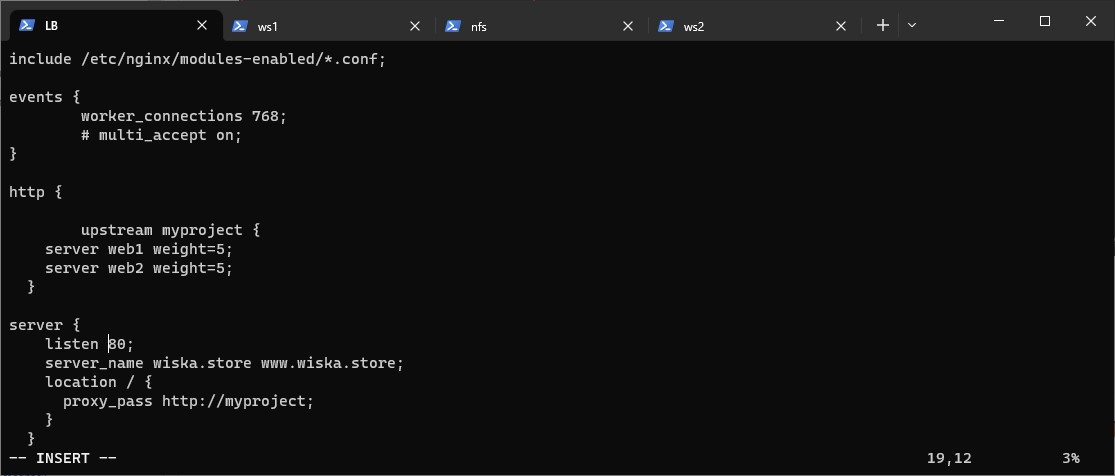 LB
ws1
nfs
ws2
include /etc/nginx/modules-enabled/*.conf;
events {
        worker_connections 768;
        # multi_accept on;
}
http {
        upstream myproject {
    server web1 weight=5;
    server web2 weight=5;
  }
server {
    listen 80;
    server_name wiska.store www.wiska.store;
    location / {
      proxy_pass http://myproject;
    }
  }
-- INSERT -- 19,12 3%